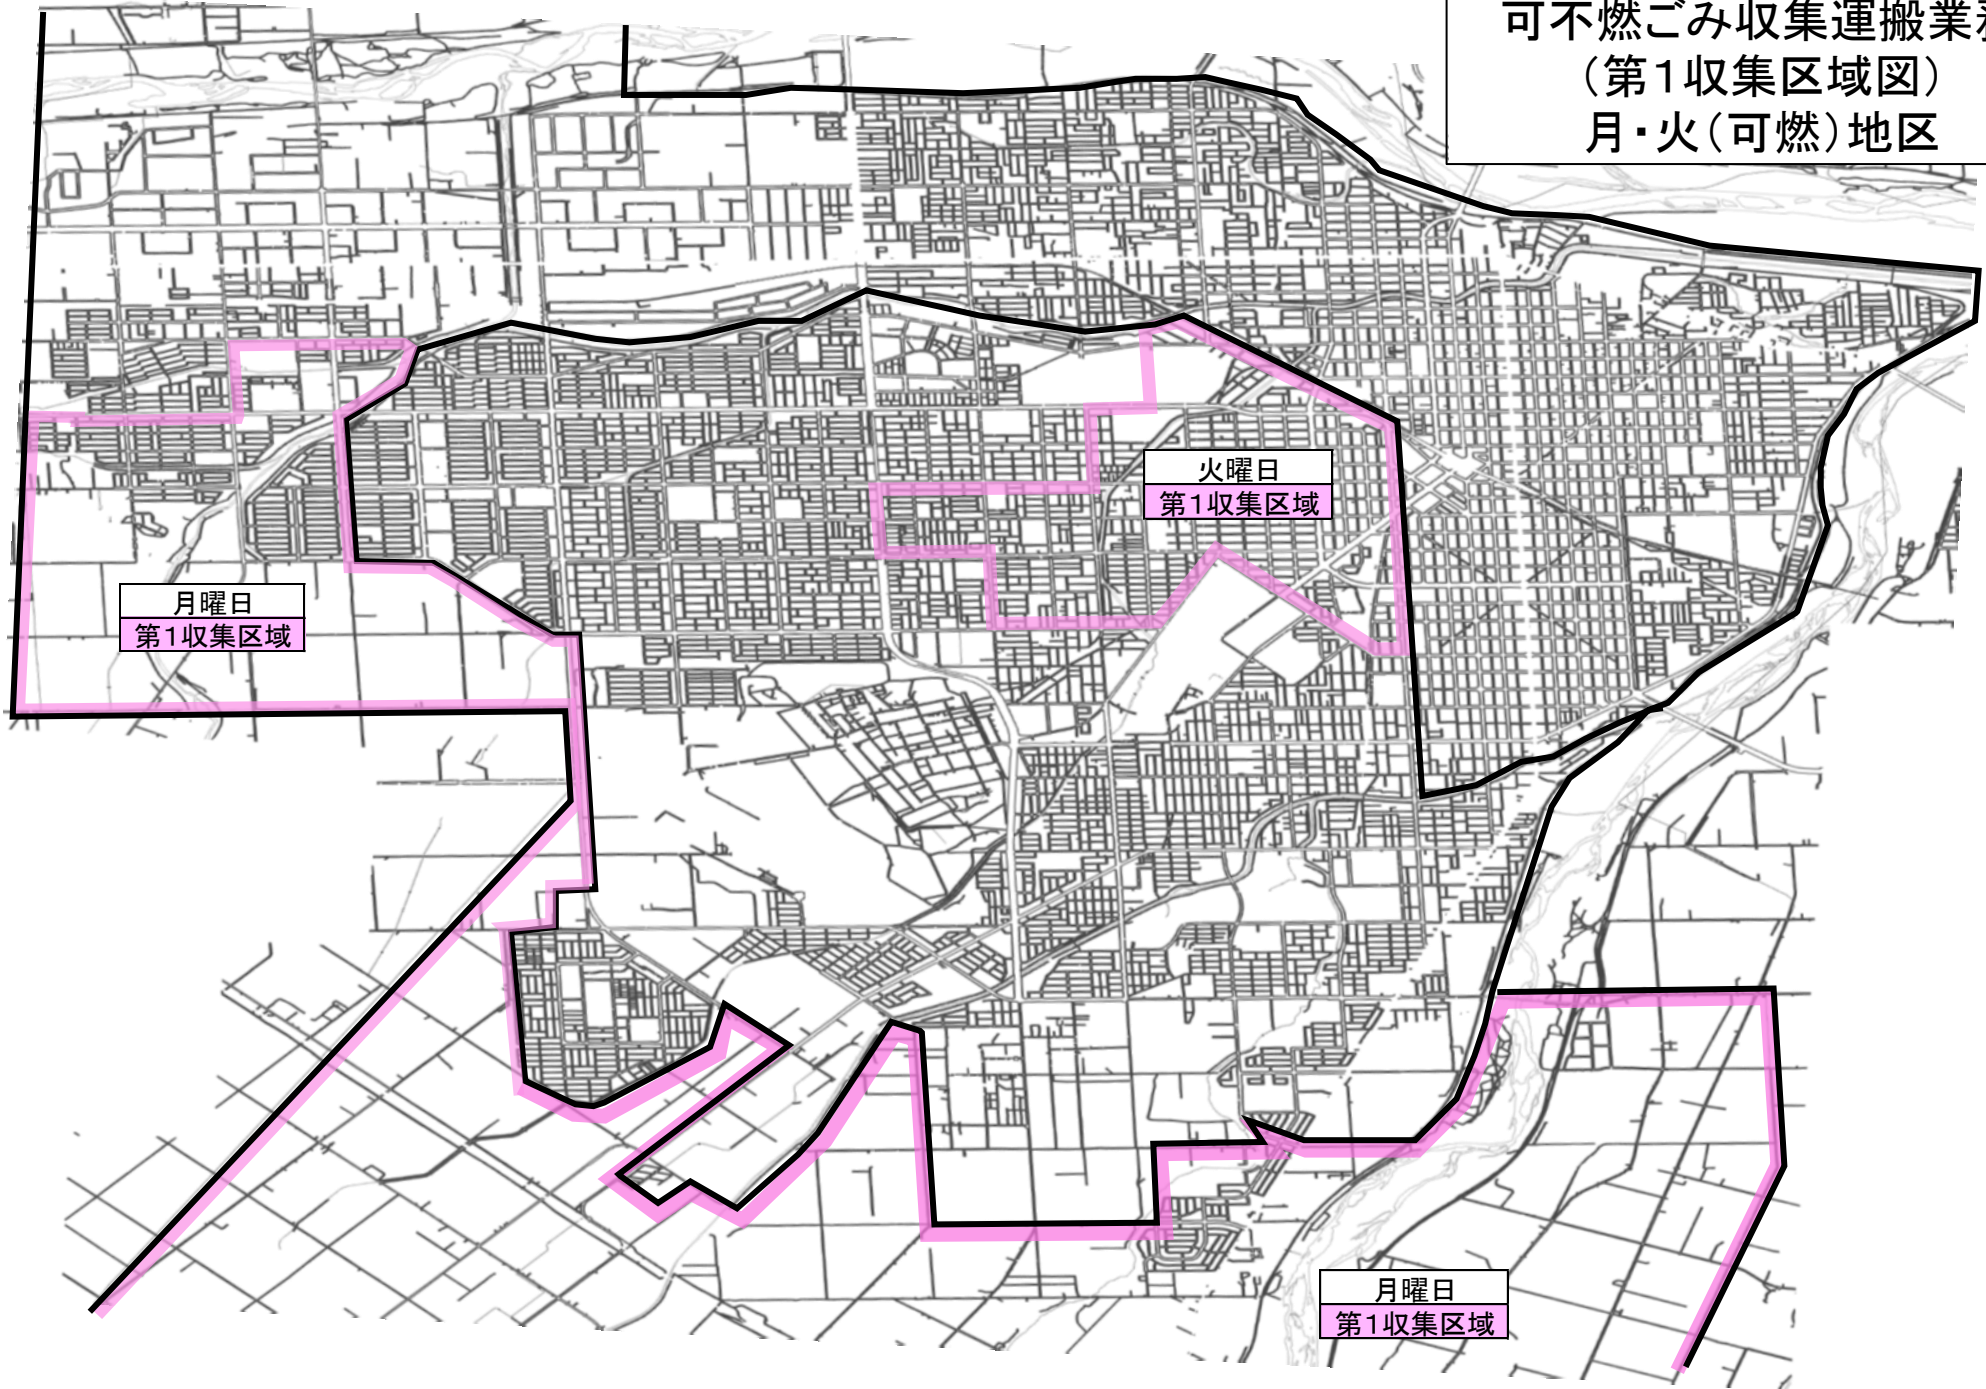 可不燃ごみ収集運搬業務
（第1収集区域図）
月・火（可燃）地区
火曜日
第1収集区域
月曜日
第1収集区域
月曜日
第1収集区域